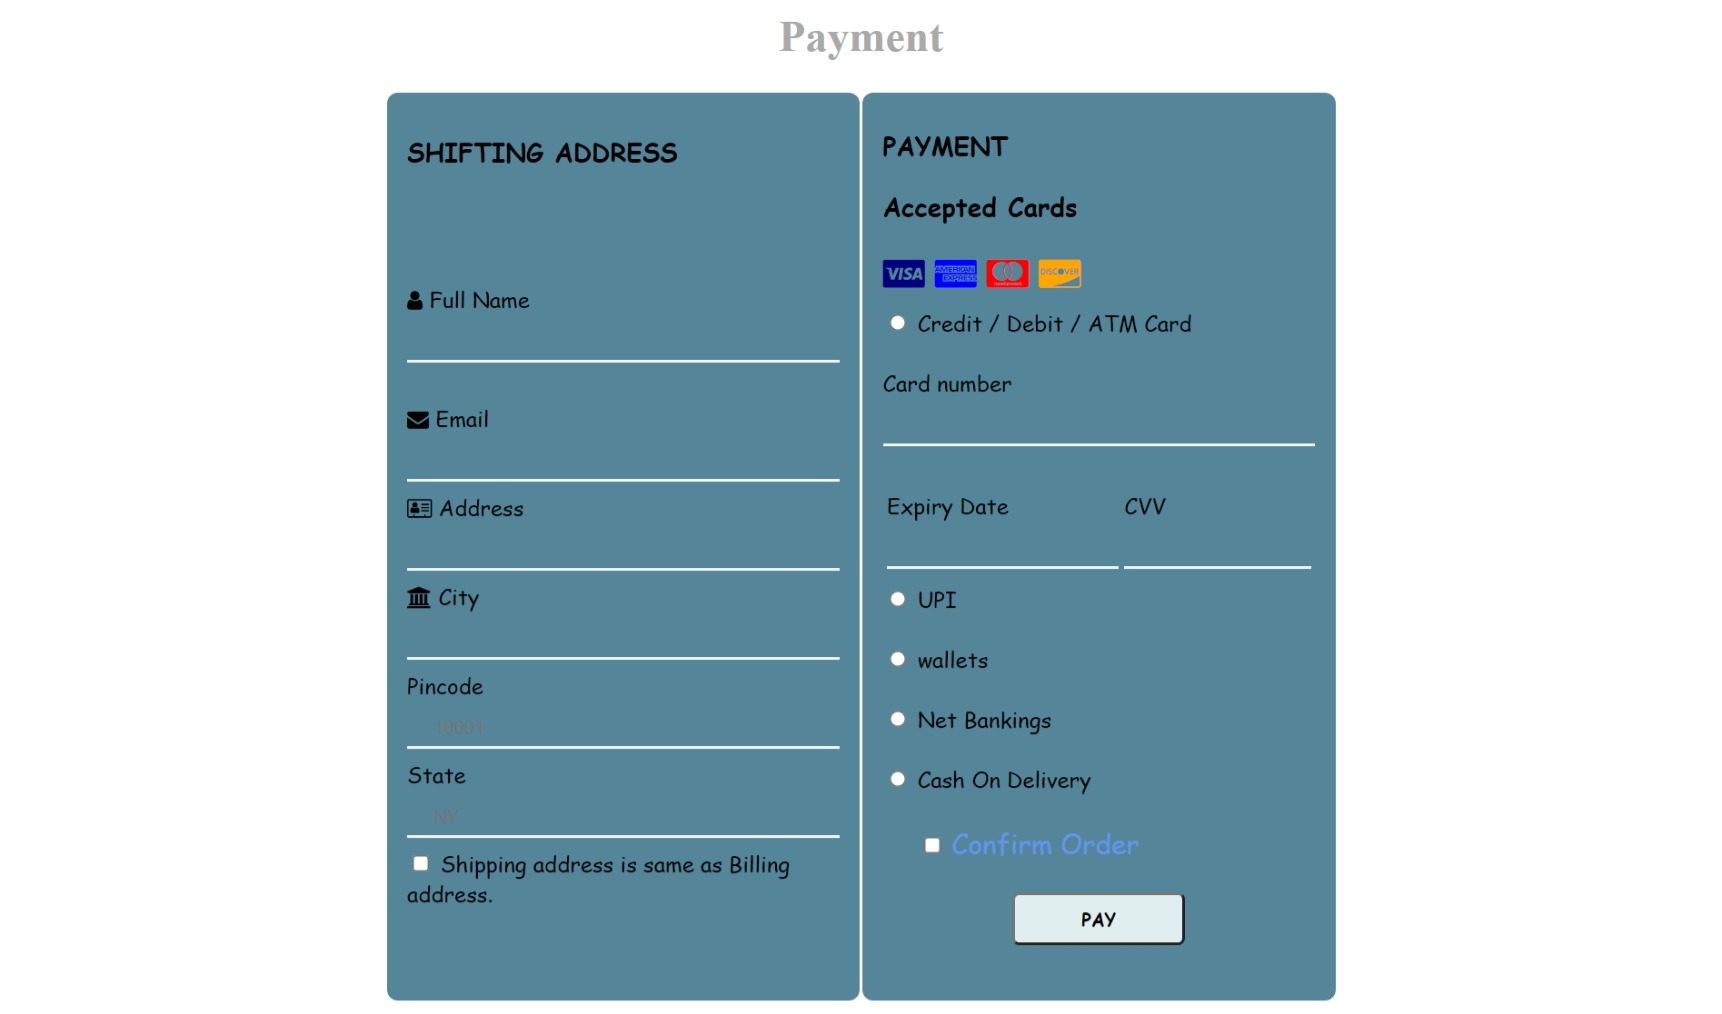 Payment
SHIFTING ADDRESS
Full Name
Email
Address
City
Pincode
10001
State
NY
Shipping address is same as Billing
address.
PAYMENT
Accepted Cards
VISA
AMERICAN
EXPRESS
mastercard
DISCOVER
Credit / Debit / ATM Card
Card number
Expiry Date
CVV
UPI
wallets
Net Bankings
Cash On Delivery
Confirm Order
PAY